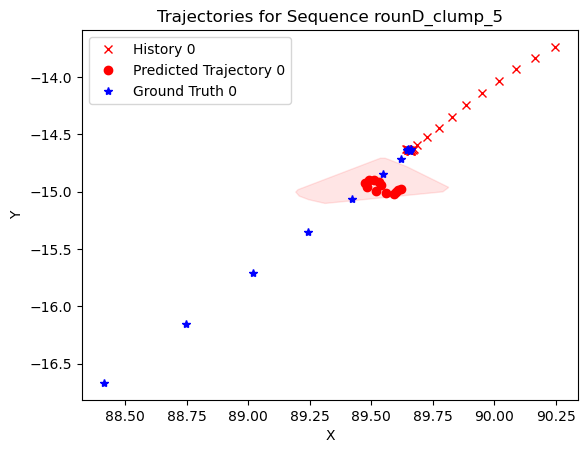 Trajectories for Sequence rounD_clump_5
History 0
Predicted Trajectory 0
Ground Truth 0
Y
−14.0
−14.5
−15.0
−15.5
−16.0
−16.5
88.50 88.75 89.00 89.25 89.50 89.75 90.00 90.25
X